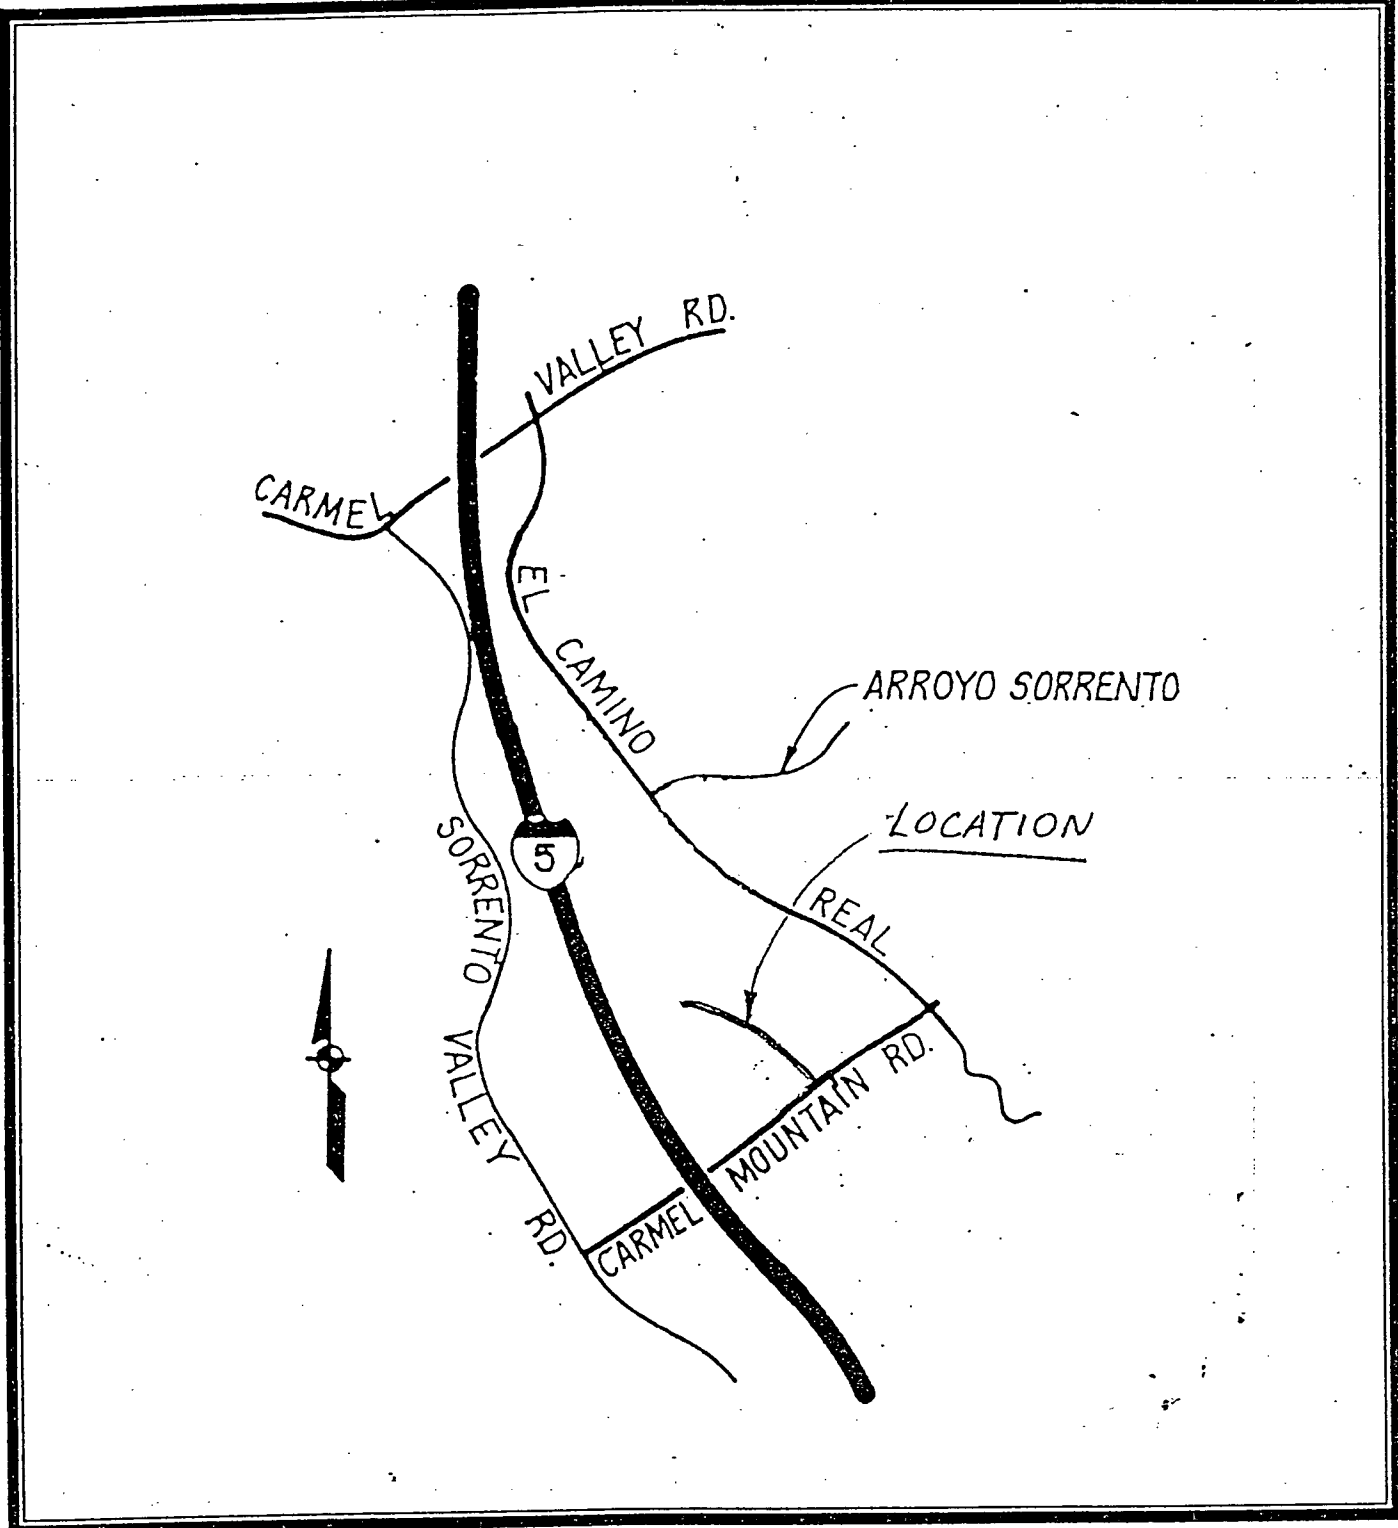 VALLEY RD.
CARMEL
EL CAMINO REAL
ARROYO SORRENTO
LOCATION
5
SORRENTO VALLEY RD.
CARMEL MOUNTAIN RD.